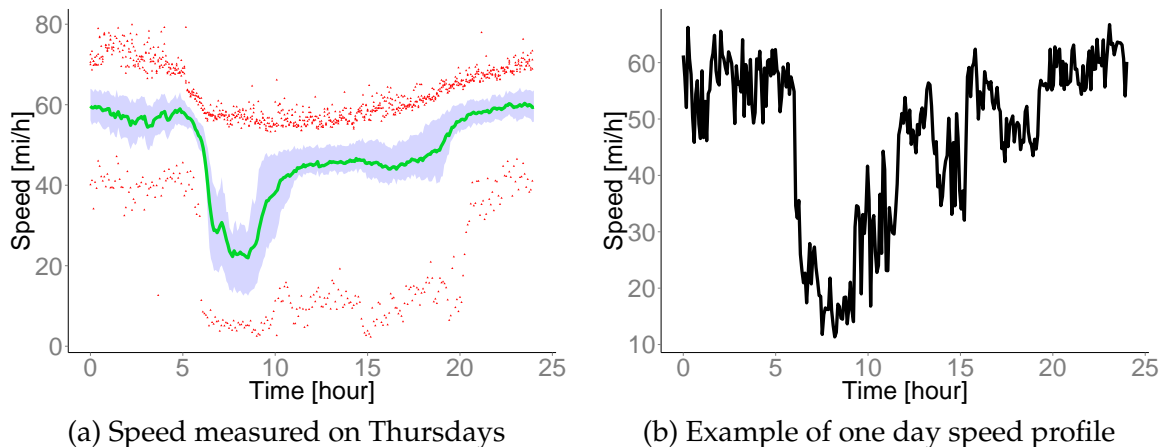 80
60
40
20
0
Speed [mi/h]
0 5 10 15 20 25
Time [hour]
(a) Speed measured on Thursdays
60
50
40
30
20
10
Speed [mi/h]
0 5 10 15 20 25
Time [hour]
(b) Example of one day speed profile